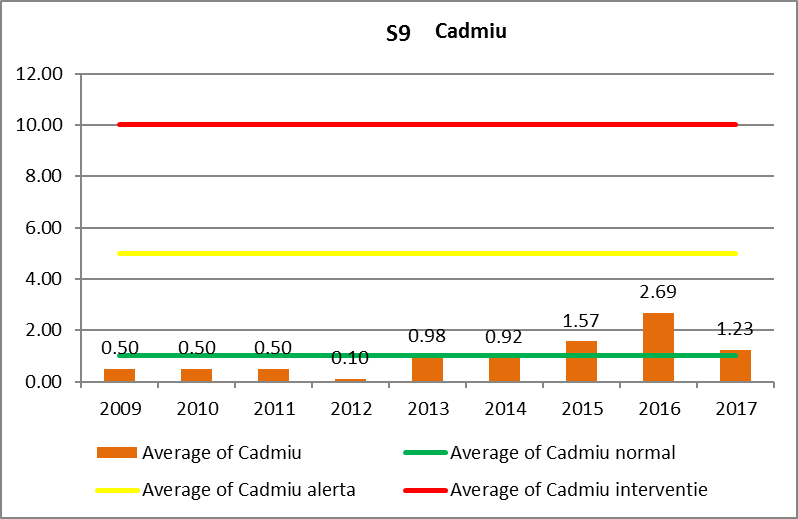 S9 Cadmiu
12.00
10.00
8.00
6.00
4.00
2.00
0.00
0.50 0.50 0.50 0.10 0.98 0.92 1.57 2.69 1.23
2009 2010 2011 2012 2013 2014 2015 2016 2017
Average of Cadmiu Average of Cadmiu normal
Average of Cadmiu alerta Average of Cadmiu interventie